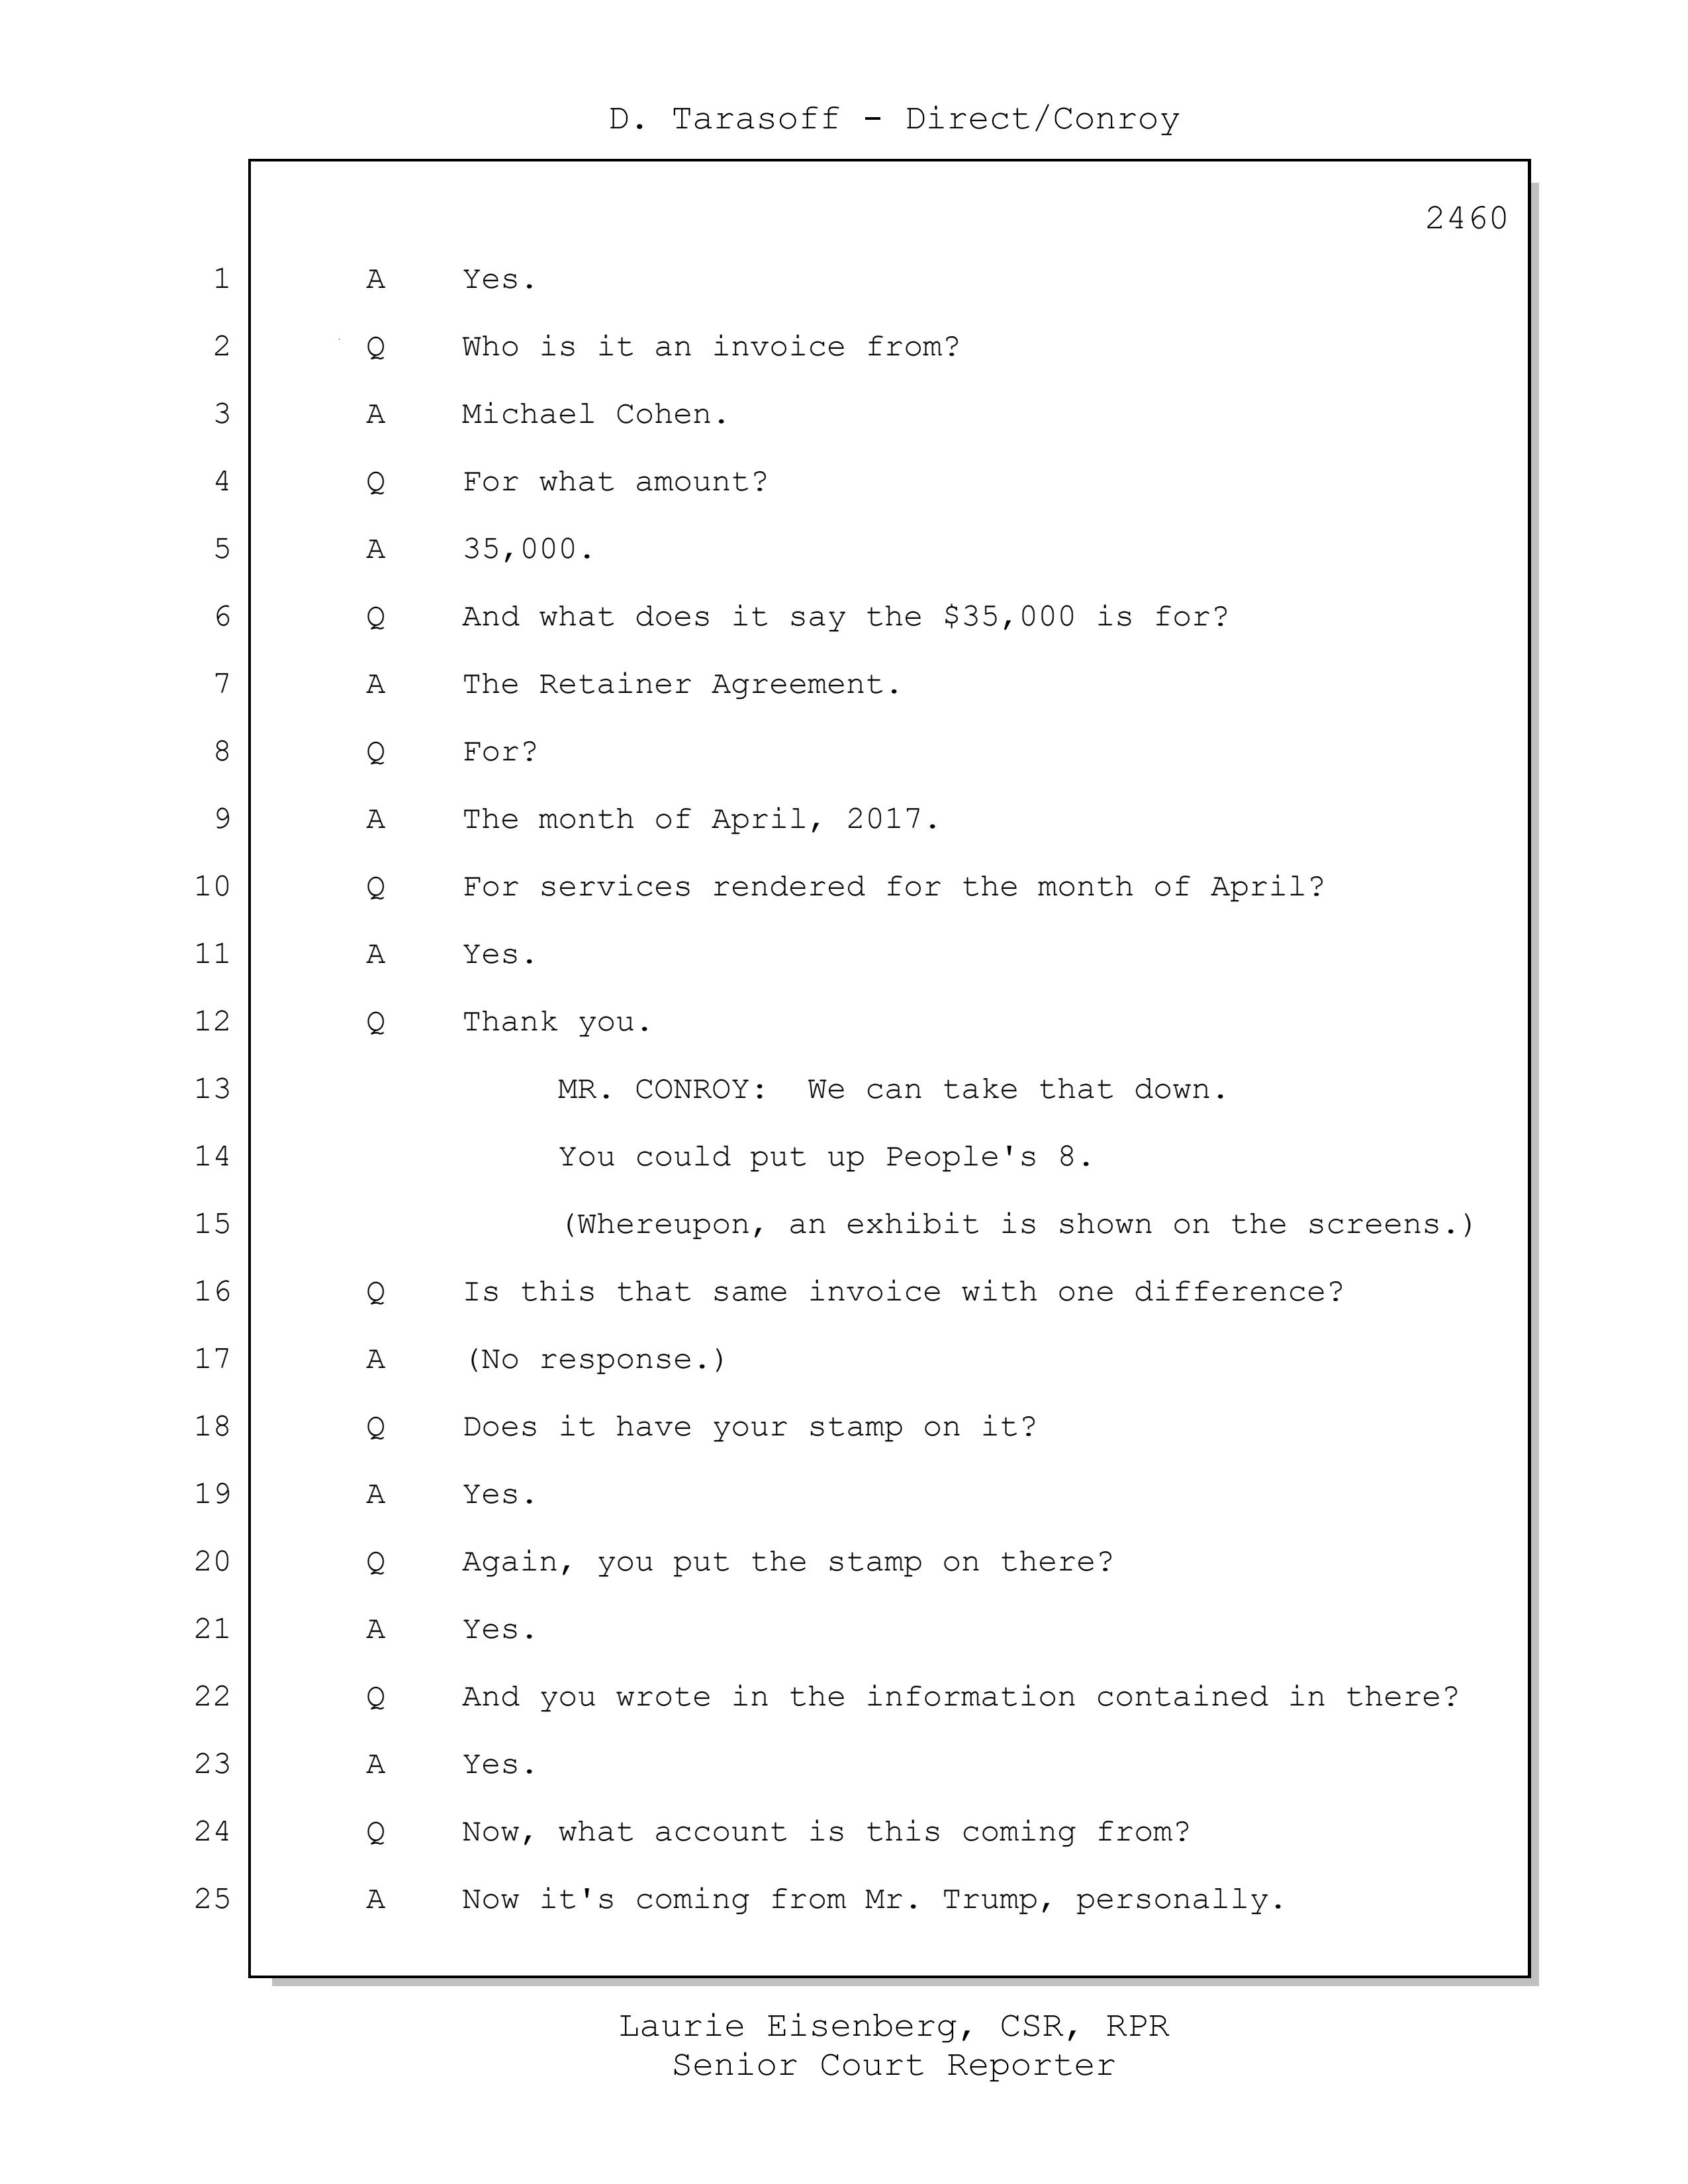 D. Tarasoff - Direct/Conroy
2460
1 A Yes.
2 Q Who is it an invoice from?
3 A Michael Cohen.
4 Q For what amount?
5 A 35,000.
6 Q And what does it say the $35,000 is for?
7 A The Retainer Agreement.
8 Q For?
9 A The month of April, 2017.
10 Q For services rendered for the month of April?
11 A Yes.
12 Q Thank you.
13 MR. CONROY: We can take that down.
14 You could put up People's 8.
15 (Whereupon, an exhibit is shown on the screens.)
16 Q Is this that same invoice with one difference?
17 A (No response.)
18 Q Does it have your stamp on it?
19 A Yes.
20 Q Again, you put the stamp on there?
21 A Yes.
22 Q And you wrote in the information contained in there?
23 A Yes.
24 Q Now, what account is this coming from?
25 A Now it's coming from Mr. Trump, personally.
Laurie Eisenberg, CSR, RPR
Senior Court Reporter